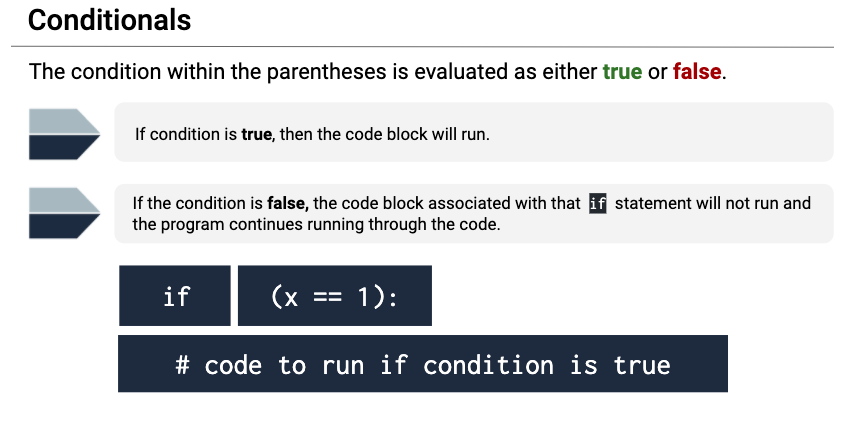 Conditionals
The condition within the parentheses is evaluated as either true or false.
If condition is true, then the code block will run.
If the condition is false, the code block associated with that if statement will not run and
the program continues running through the code.
if (x == 1):
# code to run if condition is true